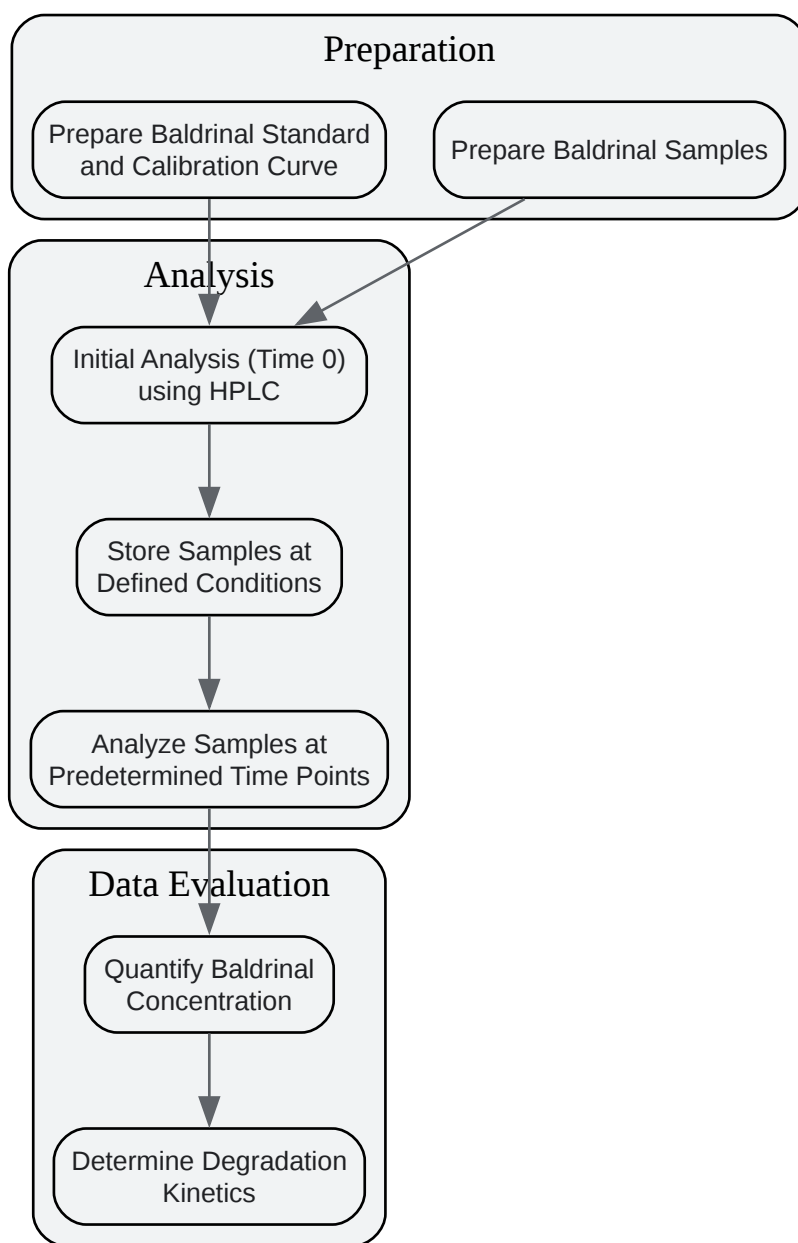 Preparation
Prepare Baldrinal Standard
and Calibration Curve
Prepare Baldrinal Samples
Analysis
Initial Analysis (Time 0)
using HPLC
Store Samples at
Defined Conditions
Analyze Samples at
Predetermined Time Points
Data Evaluation
Quantify Baldrinal
Concentration
Determine Degradation
Kinetics